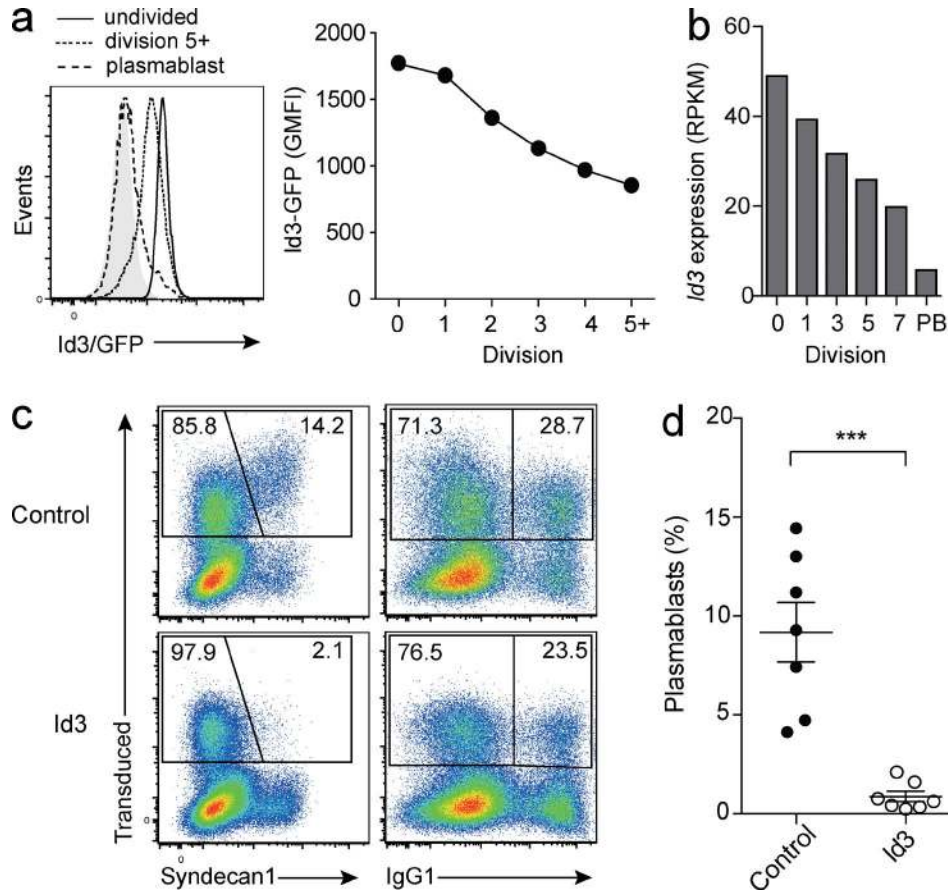 a
undivided
division 5+
plasmablast
Events
0
0
Id3/GFP
Id3-GFP (GMFI)
2000
1500
1000
500
0
0 1 2 3 4 5+
Division
b
Id3 expression (RPKM)
60
40
20
0
0 1 3 5 7 PB
Division
c
Control
85.8 14.2
71.3 28.7
Id3
97.9 2.1
76.5 23.5
Transduced
0
0
Syndecan1
IgG1
d
***
Plasmablasts (%)
20
15
10
5
0
Control
Id3